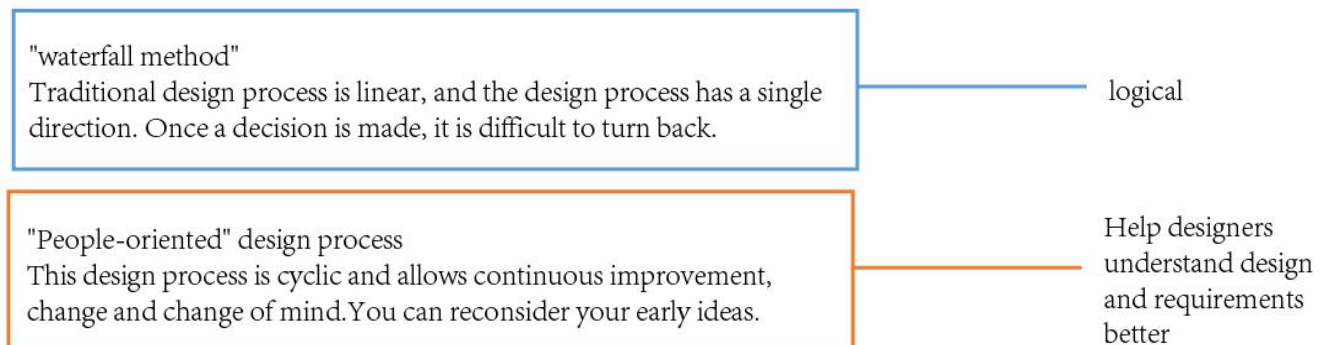 "waterfall method"
Traditional design process is linear, and the design process has a single
direction. Once a decision is made, it is difficult to turn back.
logical
"People-oriented" design process
This design process is cyclic and allows continuous improvement,
change and change of mind.You can reconsider your early ideas.
Help designers
understand design
and requirements
better